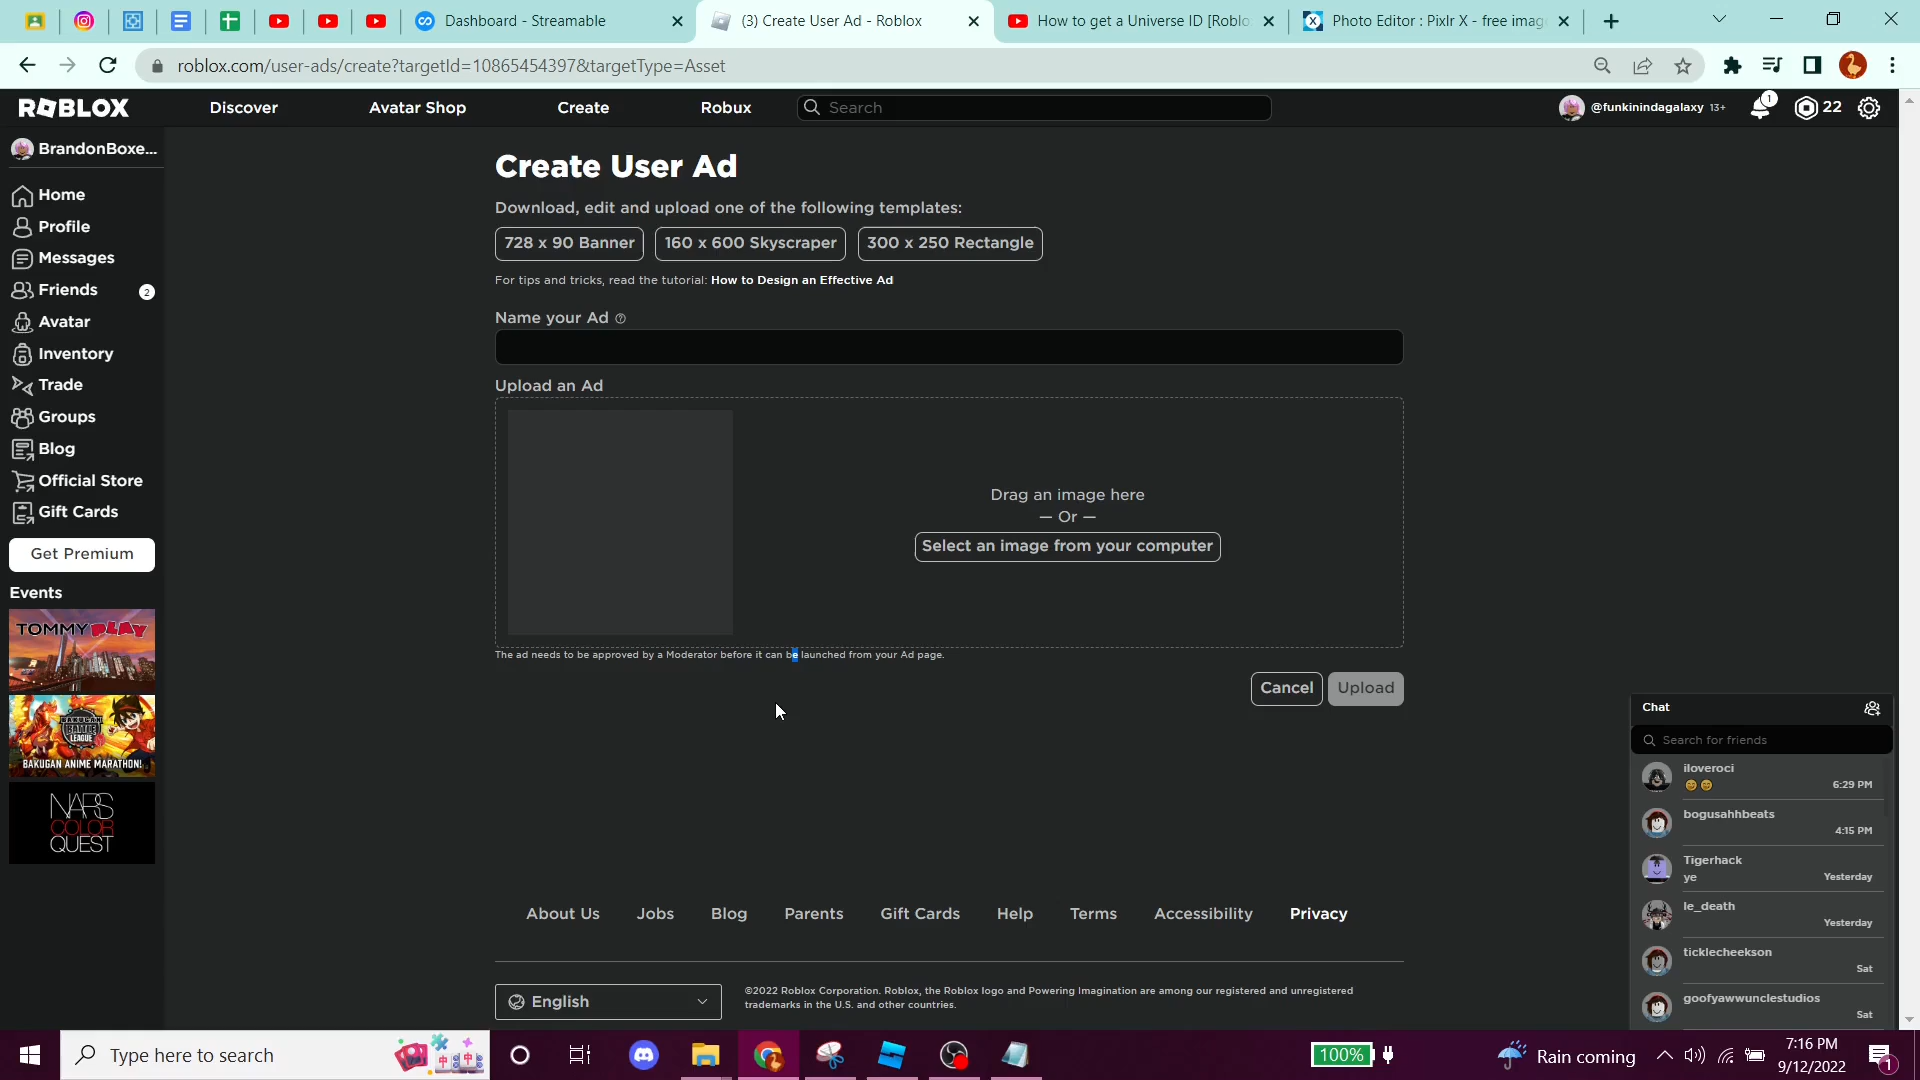 Dashboard - Streamable
(3) Create User Ad - Roblox
How to get a Universe ID [Roblo
Photo Editor : Pixlr X - free imag
roblox.com/user-ads/create?targetId=10865454397&targetType=Asset
ROBLOX
Discover
Avatar Shop
Create
Robux
Search
@funkinindagalaxy 13+
1
22
BrandonBoxe...
Home
Profile
Messages
Friends 2
Avatar
Inventory
Trade
Groups
Blog
Official Store
Gift Cards
Get Premium
Events
TOMMY PLAY
BAKUGAN
BATTLE
LEAGUE
BAKUGAN ANIME MARATHON!
NARS
COLOR
QUEST
Create User Ad
Download, edit and upload one of the following templates:
728 x 90 Banner
160 x 600 Skyscraper
300 x 250 Rectangle
For tips and tricks, read the tutorial: How to Design an Effective Ad
Name your Ad
Upload an Ad
Drag an image here
— Or —
Select an image from your computer
The ad needs to be approved by a Moderator before it can be launched from your Ad page.
Cancel
Upload
About Us
Jobs
Blog
Parents
Gift Cards
Help
Terms
Accessibility
Privacy
English
©2022 Roblox Corporation. Roblox, the Roblox logo and Powering Imagination are among our registered and unregistered
trademarks in the U.S. and other countries.
Chat
Search for friends
iloveroci
6:29 PM
bogusahhbeats
4:15 PM
Tigerhack
ye
Yesterday
le_death
Yesterday
ticklecheekson
Sat
goofyawwunclestudios
Sat
Type here to search
100%
Rain coming
7:16 PM
9/12/2022
1